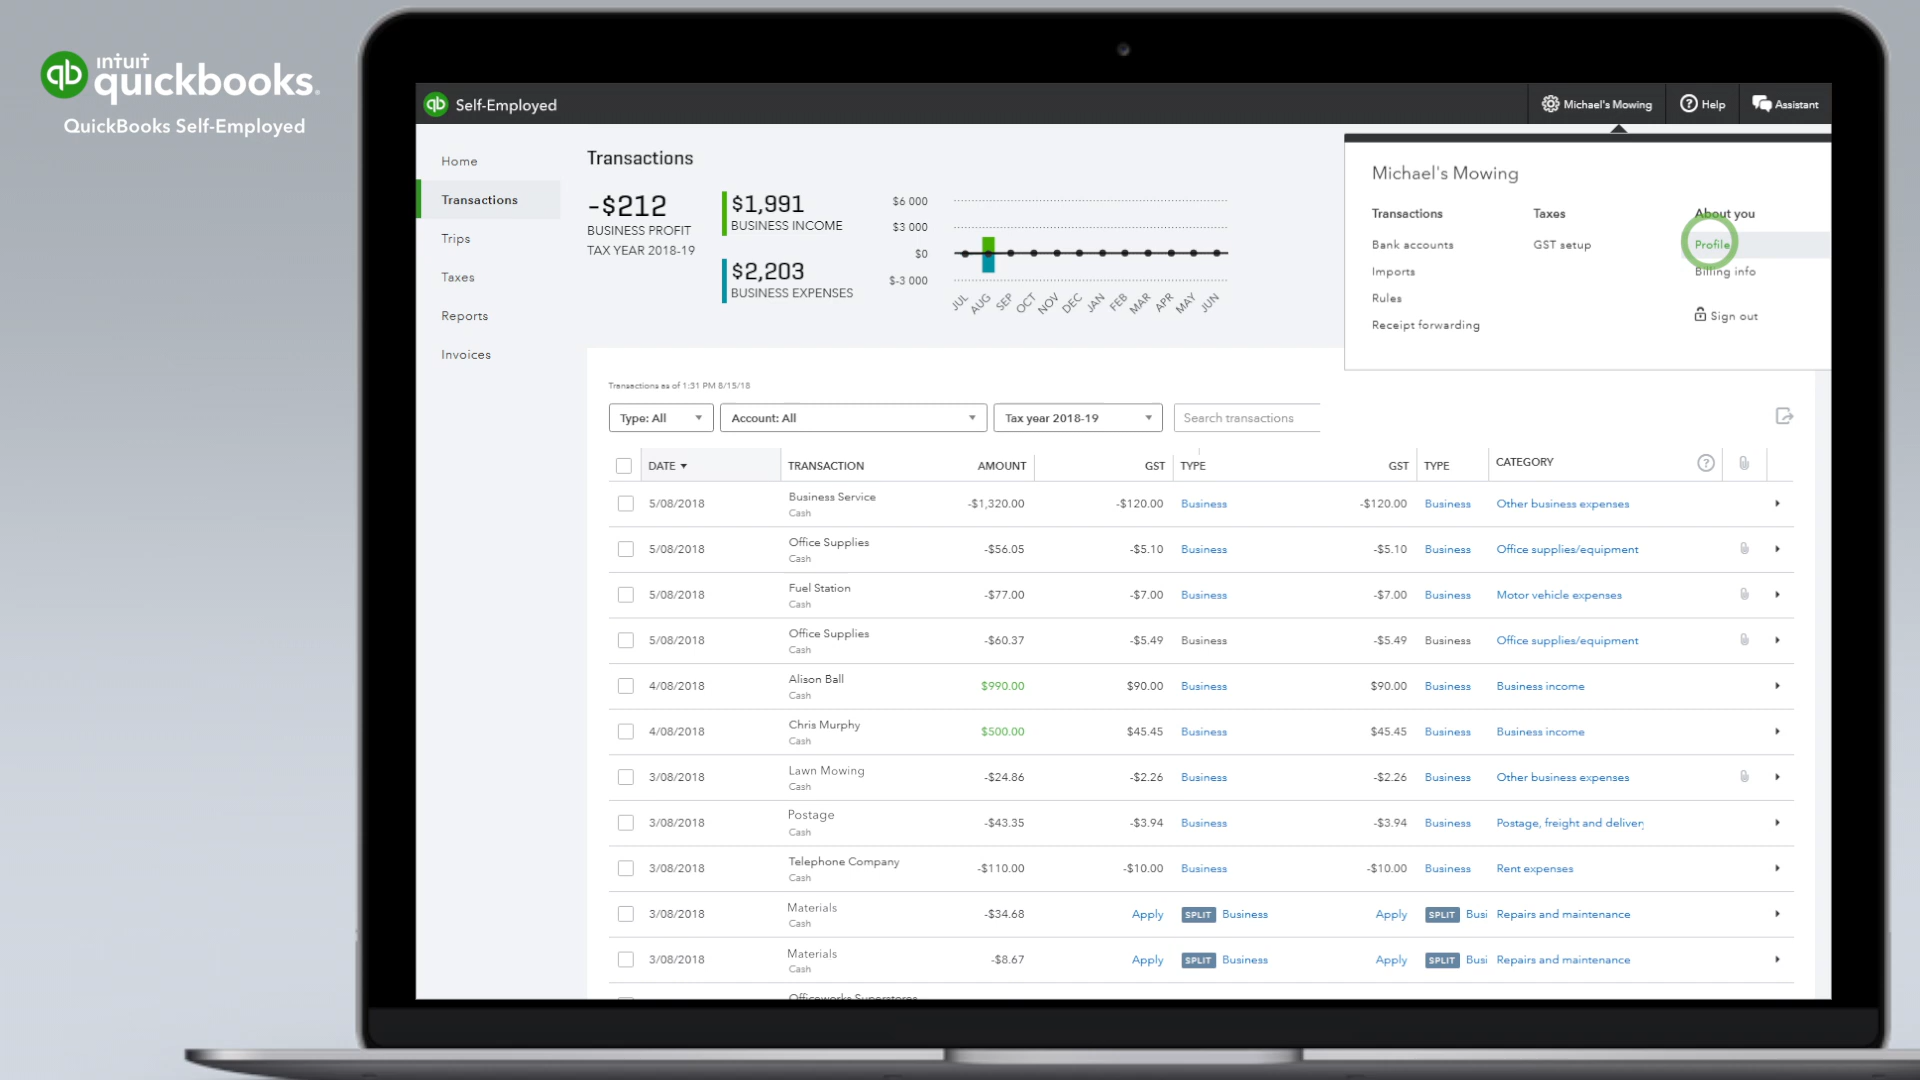 intuit
quickbooks.
QuickBooks Self-Employed
qb Self-Employed
Michael's Mowing
Help
Assistant
Home
Transactions
Trips
Taxes
Reports
Invoices
Transactions
-$212
BUSINESS PROFIT
TAX YEAR 2018-19
$1,991
BUSINESS INCOME
$2,203
BUSINESS EXPENSES
$6 000
$3 000
$0
$-3 000
JUL AUG SEP OCT NOV DEC JAN FEB MAR APR MAY JUN
Michael's Mowing
Transactions
Bank accounts
Imports
Rules
Receipt forwarding
Taxes
GST setup
About you
Profile
Billing info
Sign out
Transactions as of 1:31 PM 8/15/18
Type: All
Account: All
Tax year 2018-19
Search transactions
DATE TRANSACTION AMOUNT GST TYPE GST TYPE CATEGORY
5/08/2018 Business Service -$1,320.00 -$120.00 Business -$120.00 Business Other business expenses
Cash
5/08/2018 Office Supplies -$56.05 -$5.10 Business -$5.10 Business Office supplies/equipment
Cash
5/08/2018 Fuel Station -$77.00 -$7.00 Business -$7.00 Business Motor vehicle expenses
Cash
5/08/2018 Office Supplies -$60.37 -$5.49 Business -$5.49 Business Office supplies/equipment
Cash
4/08/2018 Alison Ball $990.00 $90.00 Business $90.00 Business Business income
Cash
4/08/2018 Chris Murphy $500.00 $45.45 Business $45.45 Business Business income
Cash
3/08/2018 Lawn Mowing -$24.86 -$2.26 Business -$2.26 Business Other business expenses
Cash
3/08/2018 Postage -$43.35 -$3.94 Business -$3.94 Business Postage, freight and delivery
Cash
3/08/2018 Telephone Company -$110.00 -$10.00 Business -$10.00 Business Rent expenses
Cash
3/08/2018 Materials -$34.68 Apply SPLIT Business Apply SPLIT Busi Repairs and maintenance
Cash
3/08/2018 Materials -$8.67 Apply SPLIT Business Apply SPLIT Busi Repairs and maintenance
Cash
Officeworks Superstores